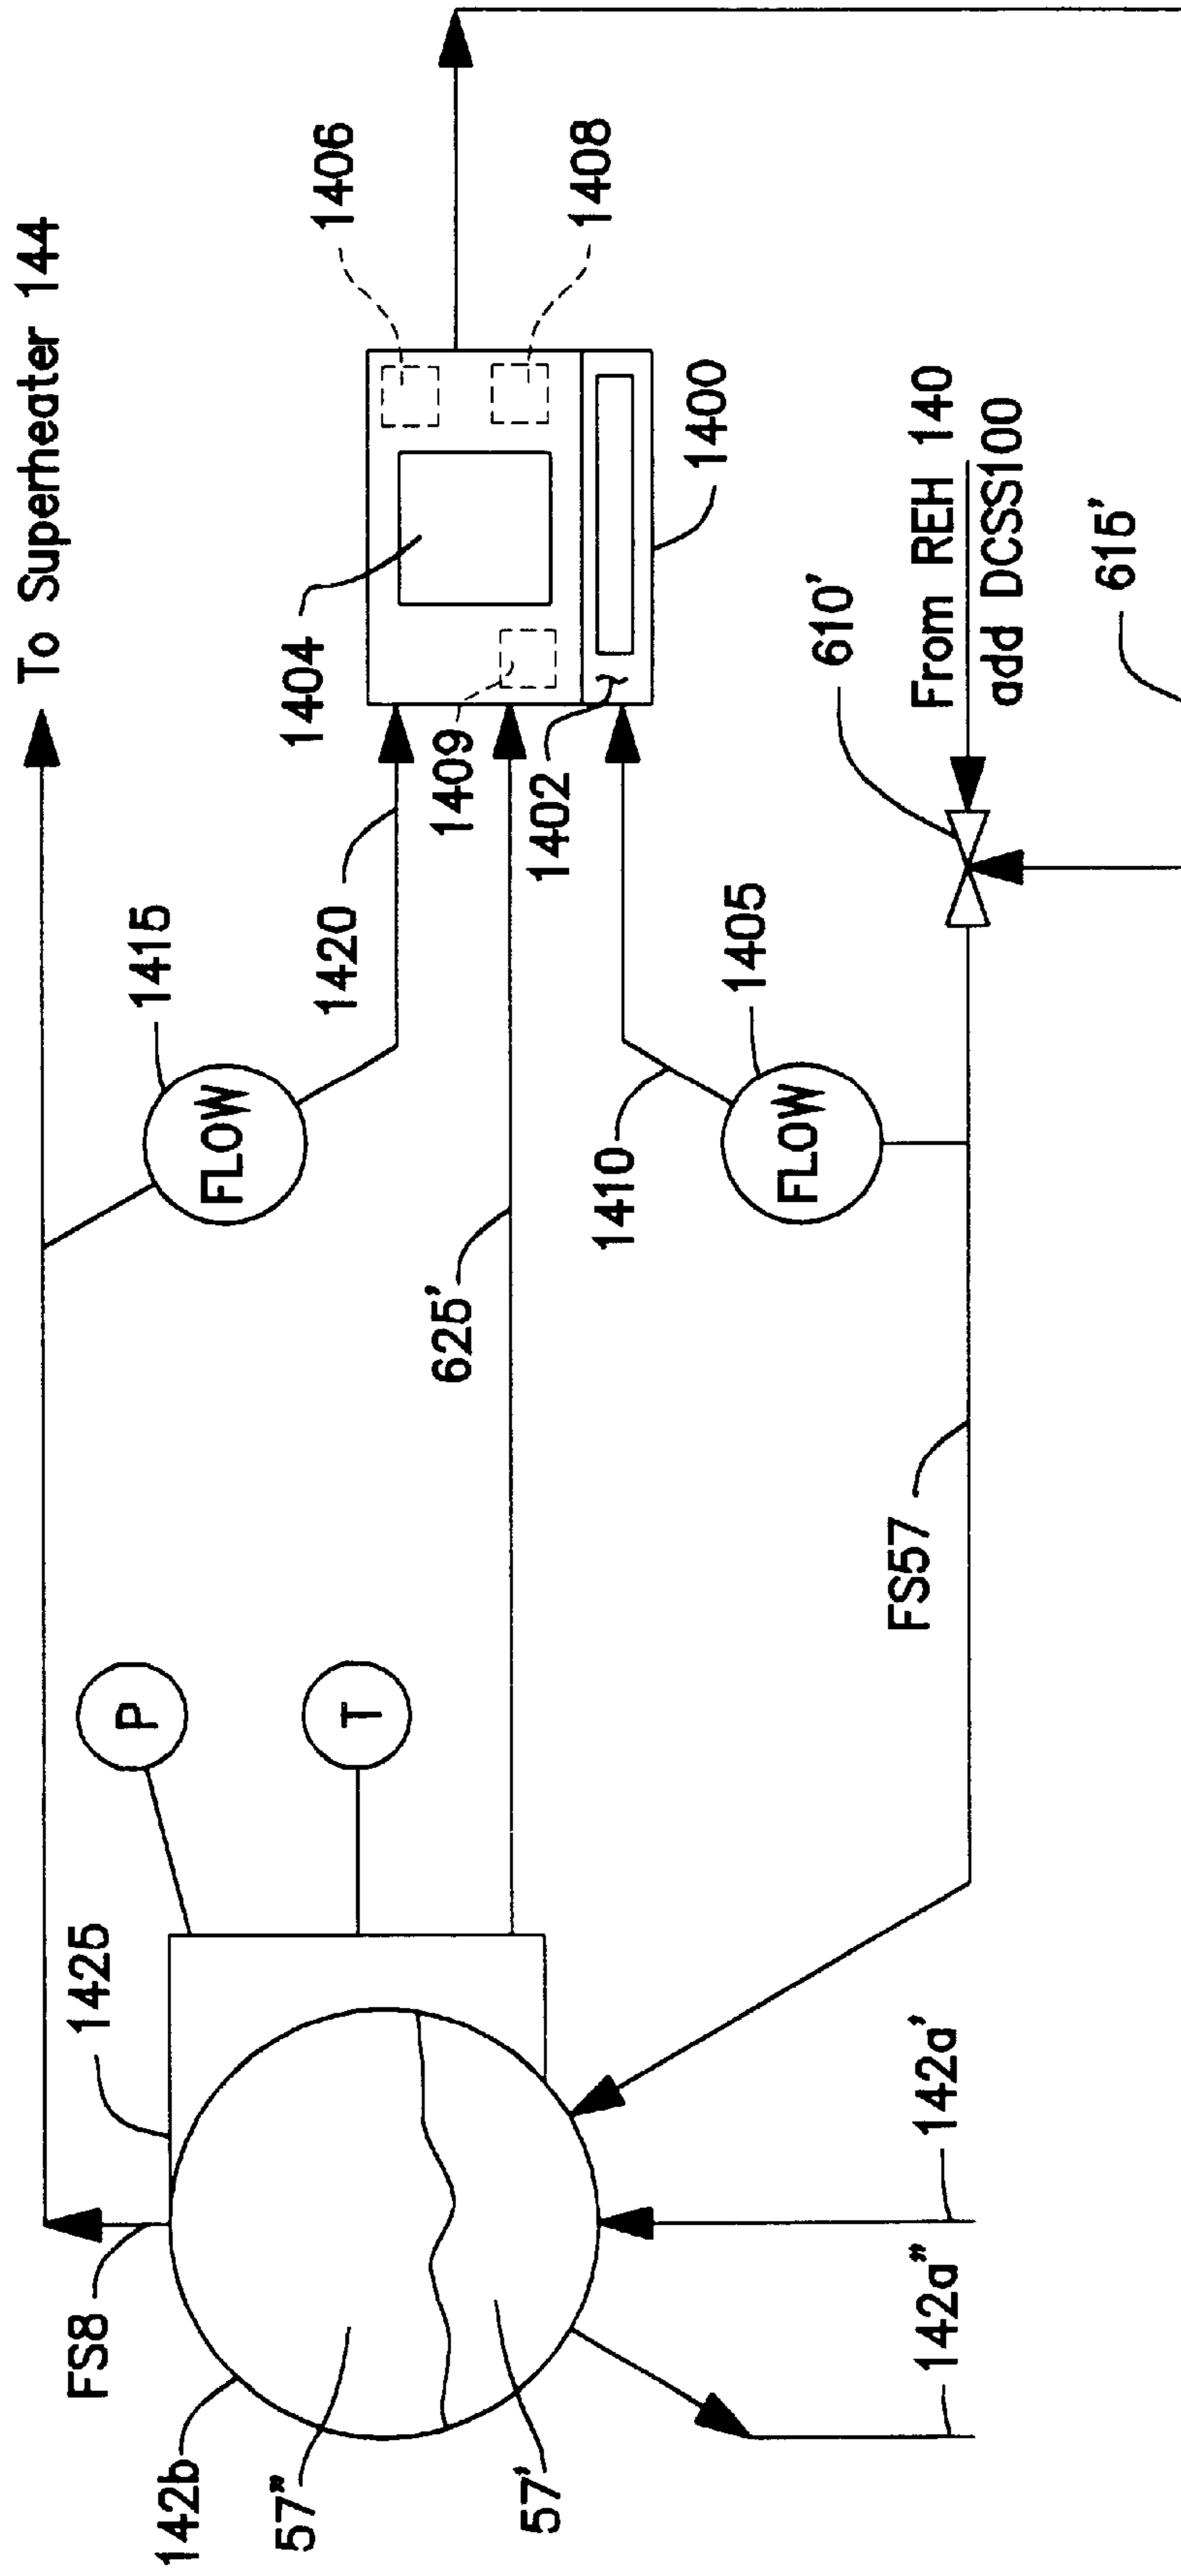 To Superheater 144
FS8
1425
P
1415
FLOW
1406
142b
T
1420
1404
1408
57"
625'
1409
1402
1400
57'
1410
FLOW
1405
610'
From REH 140
add DCSS100
FS57
142a"
142a'
615'